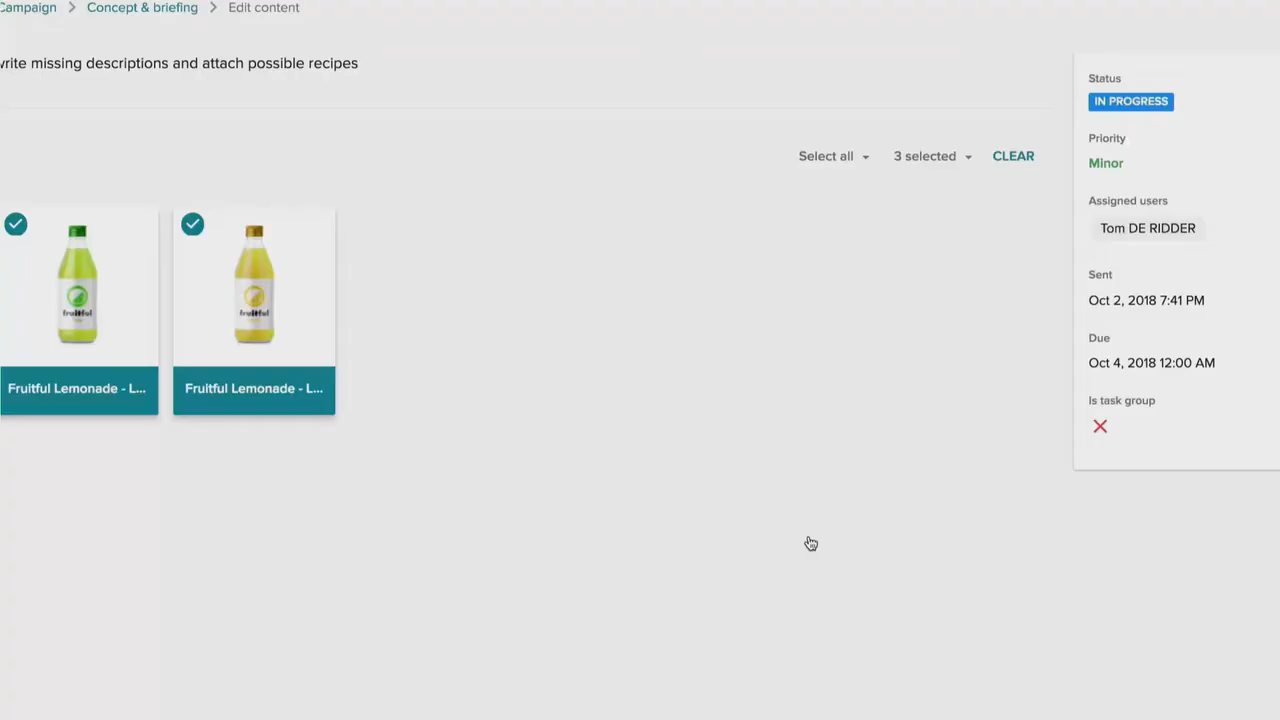 Campaign > Concept & briefing > Edit content
write missing descriptions and attach possible recipes
Select all
3 selected
CLEAR
fruitful
fruitful
Fruitful Lemonade - L...
Fruitful Lemonade - L...
Status
IN PROGRESS
Priority
Minor
Assigned users
Tom DE RIDDER
Sent
Oct 2, 2018 7:41 PM
Due
Oct 4, 2018 12:00 AM
Is task group